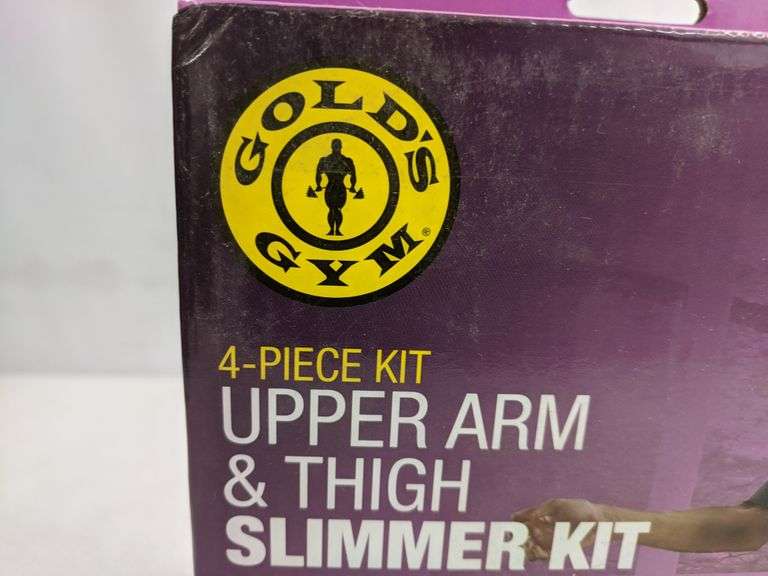 GOLD'S
GYM®
4-PIECE KIT
UPPER ARM
& THIGH
SLIMMER KIT